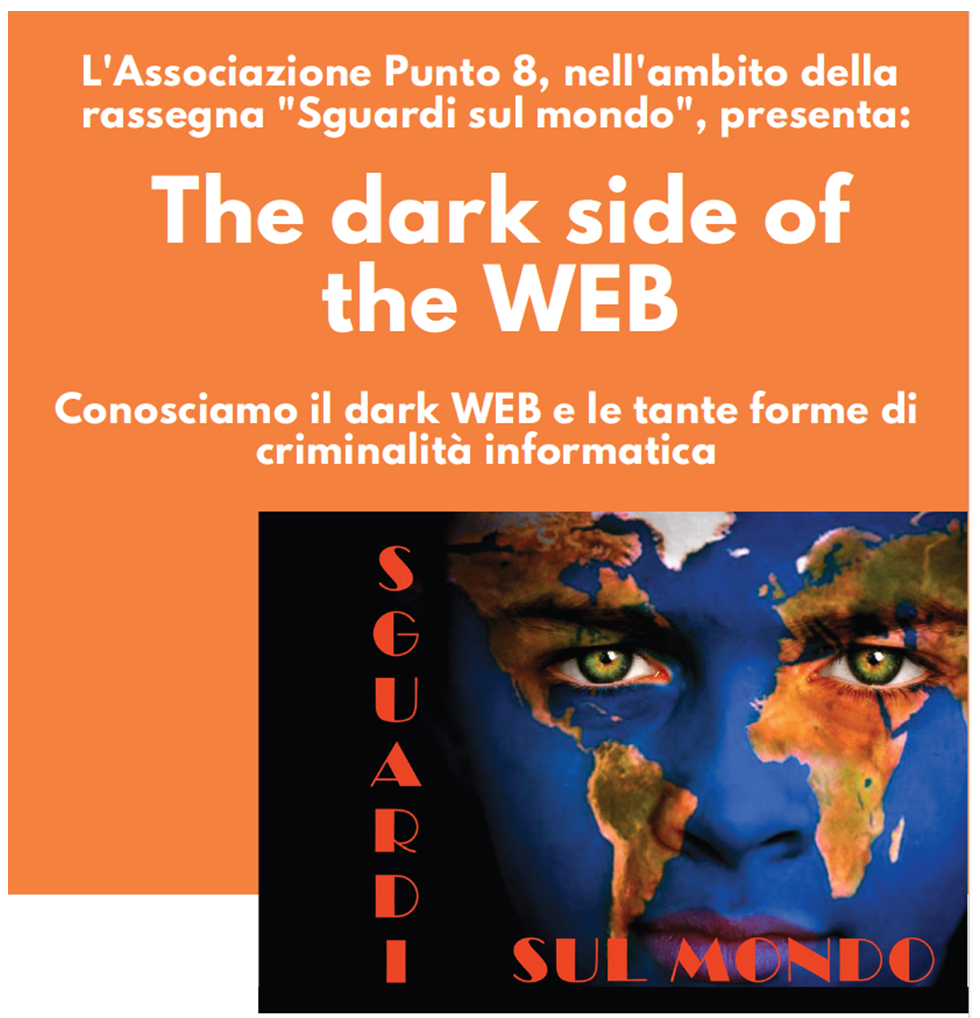 L'Associazione Punto 8, nell'ambito della
rassegna "Sguardi sul mondo", presenta:
The dark side of
the WEB
Conosciamo il dark WEB e le tante forme di
criminalità informatica
SGUARDI
SUL MONDO